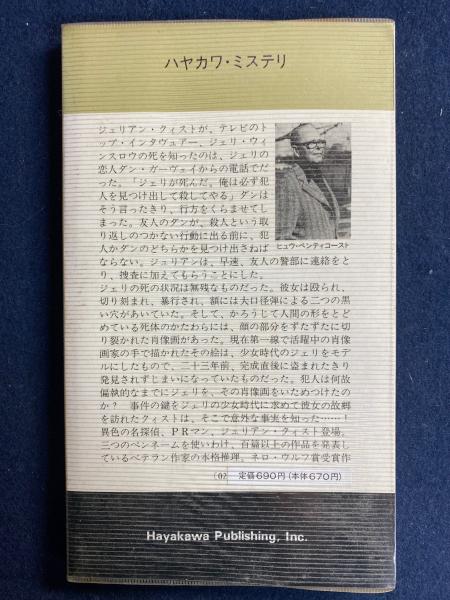 ハヤカワ・ミステリ
ジェリアン・クィストが、テレビのト
ップ・インタヴュアー、ジェリ・ウィ
ンスロウの死を知ったのは、ジェリの
恋人ダン・ガーヴェイからの電話でだ
った。「ジェリが死んだ。俺は必ず犯
人を見つけ出して殺してやる」ダンは
そう言ったきり、行方をくらませてし
まった。友人のダンが、殺人という取
り返しのつかない行動に出る前に、犯
人かダンのどちらかを見つけ出さねば
ならない。ジュリアンは、早速、友人の警部に連絡をと
り、捜査に加えてもらうことにした。
ヒュウ・ペンティコースト
ジェリの死の状況は無残なものだった。彼女は殴られ、
切り刻まれ、暴行され、額には大口径弾による二つの黒
い穴があいていた。そして、かろうじて人間の形をとど
めている死体のかたわらには、顔の部分をずたずたに切
り裂かれた肖像画があった。現在第一線で活躍中の肖像
画家の手で描かれたその絵は、少女時代のジェリをモデ
ルにしたもので、二十三年前、完成直後に盗まれたきり
発見されずじまいになっていたものだった。犯人は何故
偏執的なまでにジェリを、その肖像画をいためつけたの
か？ 事件の鍵をジェリの少女時代に求めて彼女の故郷
を訪れたクィストは、そこで意外な事実を知った……！
異色の名探偵、ＰＲマン、ジュリアン・クィスト登場。
三つのペンネームを使いわけ、百篇以上の作品を発表し
ているベテラン作家の本格推理。ネロ・ウルフ賞受賞作
(02 定価690円(本体670円)
Hayakawa Publishing, Inc.